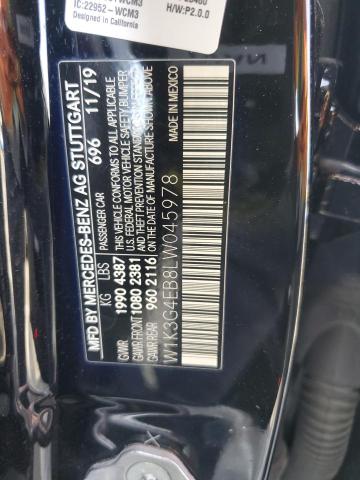 IC:22952-WCM3
Designed in California
H/W:P2.0.0
MFD BY MERCEDES-BENZ AG STUTTGART
PASSENGER CAR 696 11/19
KG LBS THIS VEHICLE CONFORMS TO ALL APPLICABLE
GVWR 1990 4387 U.S. FEDERAL MOTOR VEHICLE SAFETY, BUMPER,
GAWR FRONT 1080 2381 AND THEFT PREVENTION STANDARDS IN EFFECT
GAWR REAR 960 2116 ON THE DATE OF MANUFACTURE SHOWN ABOVE.
W1K3G4EB8LW045978
MADE IN MEXICO